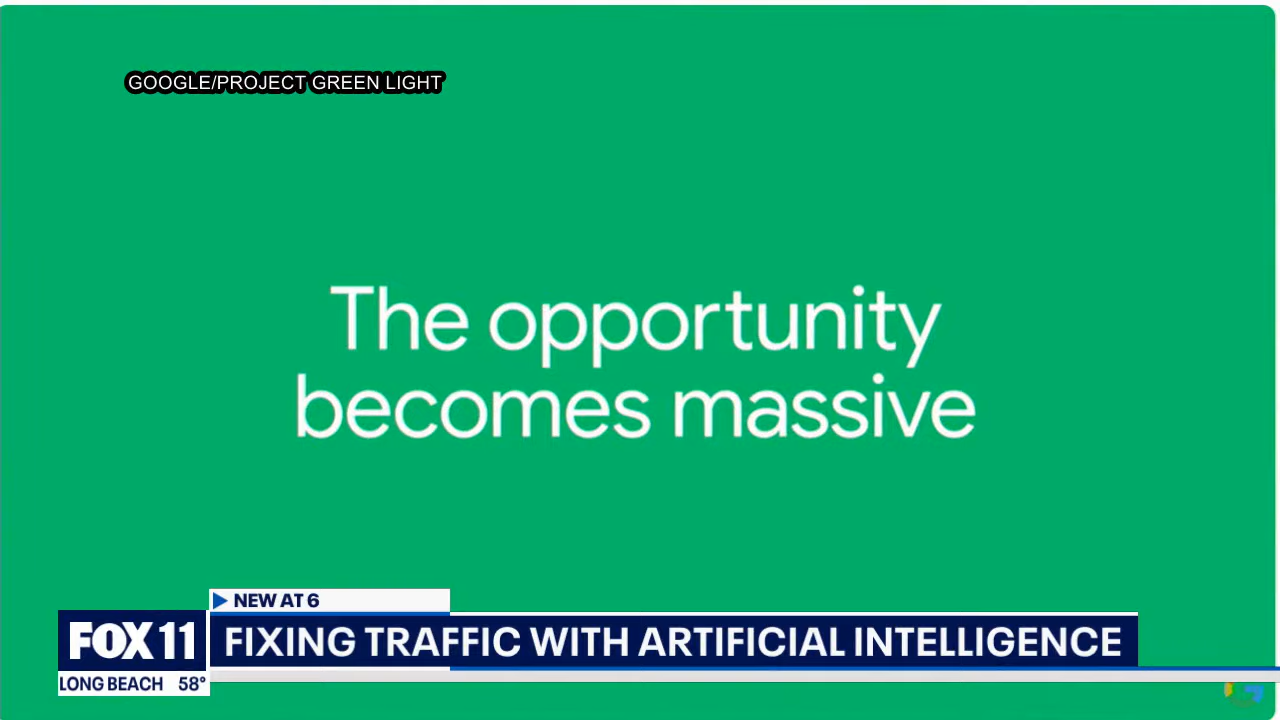 GOOGLE/PROJECT GREEN LIGHT
The opportunity
becomes massive
NEW AT 6
FOX 11
FIXING TRAFFIC WITH ARTIFICIAL INTELLIGENCE
LONG BEACH 58°